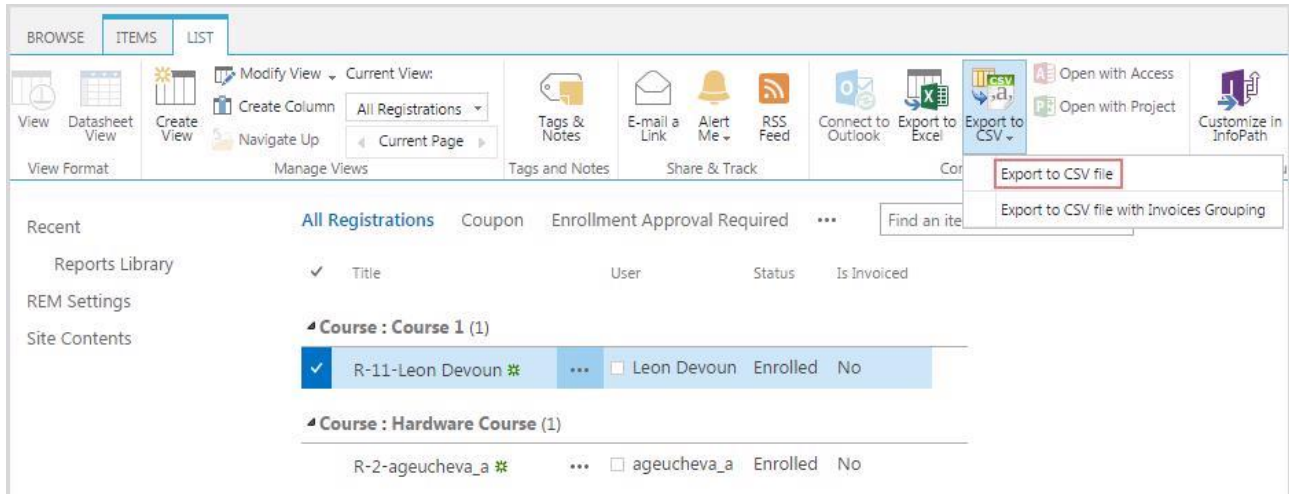 BROWSE ITEMS LIST
View
Datasheet View
View Format
Create View
Modify View
Create Column
Navigate Up
Current View:
All Registrations
Current Page
Manage Views
Tags & Notes
Tags and Notes
E-mail a Link
Alert Me
RSS Feed
Share & Track
Connect to Outlook
Export to Excel
CSV
,a,
Export to CSV
Open with Access
Open with Project
Customize in InfoPath
Export to CSV file
Export to CSV file with Invoices Grouping
Recent
Reports Library
REM Settings
Site Contents
All Registrations Coupon Enrollment Approval Required ••• Find an ite
Title User Status Is Invoiced
Course : Course 1 (1)
R-11-Leon Devoun ••• Leon Devoun Enrolled No
Course : Hardware Course (1)
R-2-ageucheva_a ••• ageucheva_a Enrolled No